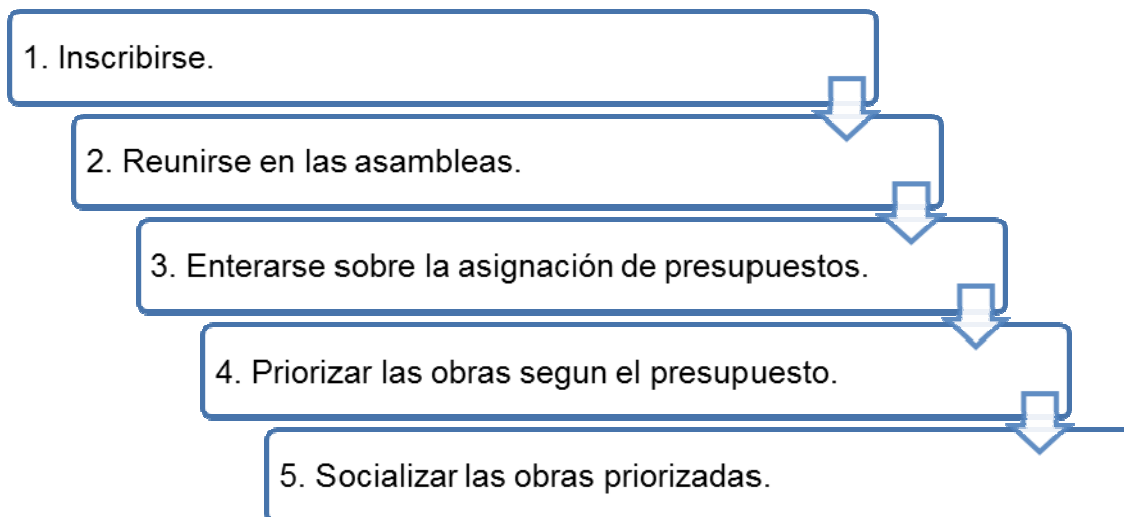 1. Inscribirse.
2. Reunirse en las asambleas.
3. Enterarse sobre la asignación de presupuestos.
4. Priorizar las obras segun el presupuesto.
5. Socializar las obras priorizadas.